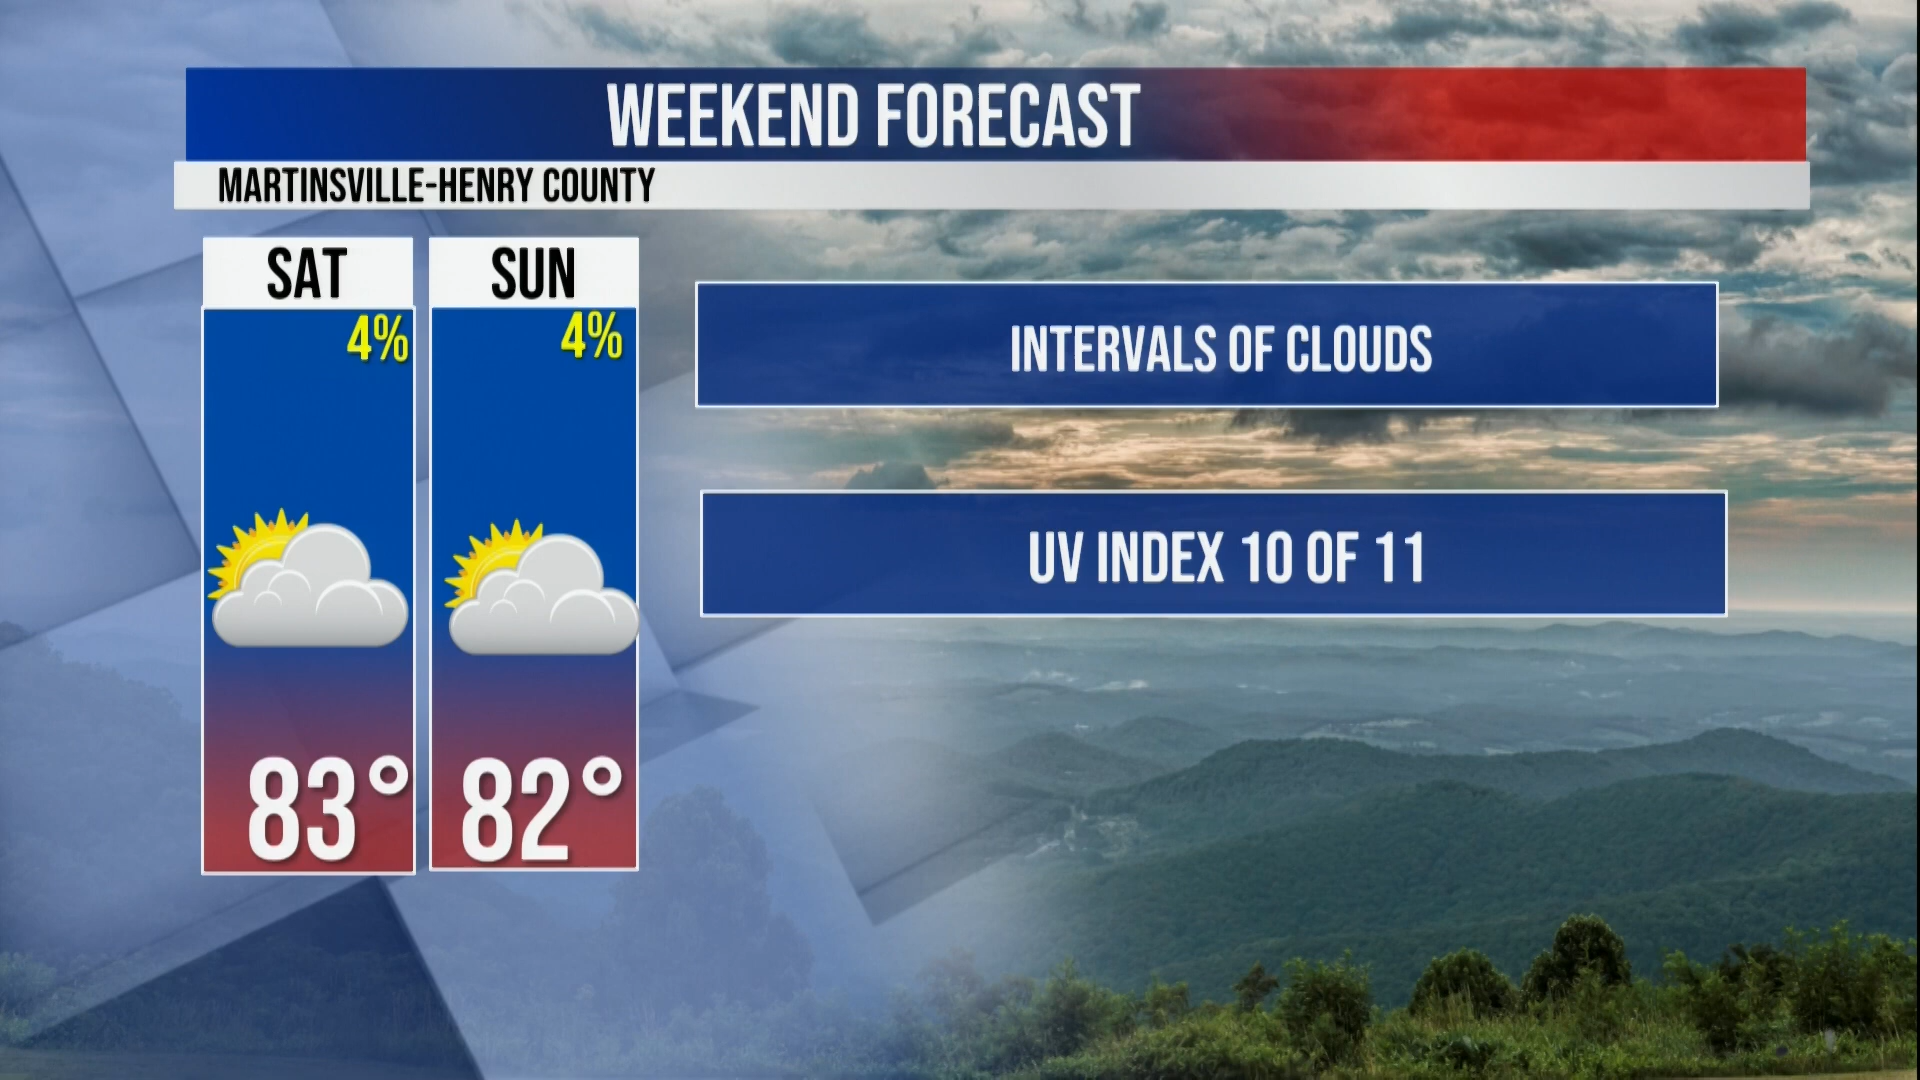 WEEKEND FORECAST
MARTINSVILLE-HENRY COUNTY
SAT
4%
83°
SUN
4%
82°
INTERVALS OF CLOUDS
UV INDEX 10 OF 11